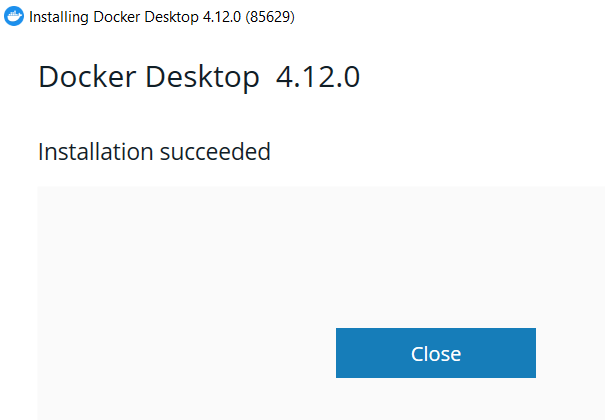 Installing Docker Desktop 4.12.0 (85629)
Docker Desktop 4.12.0
Installation succeeded
Close